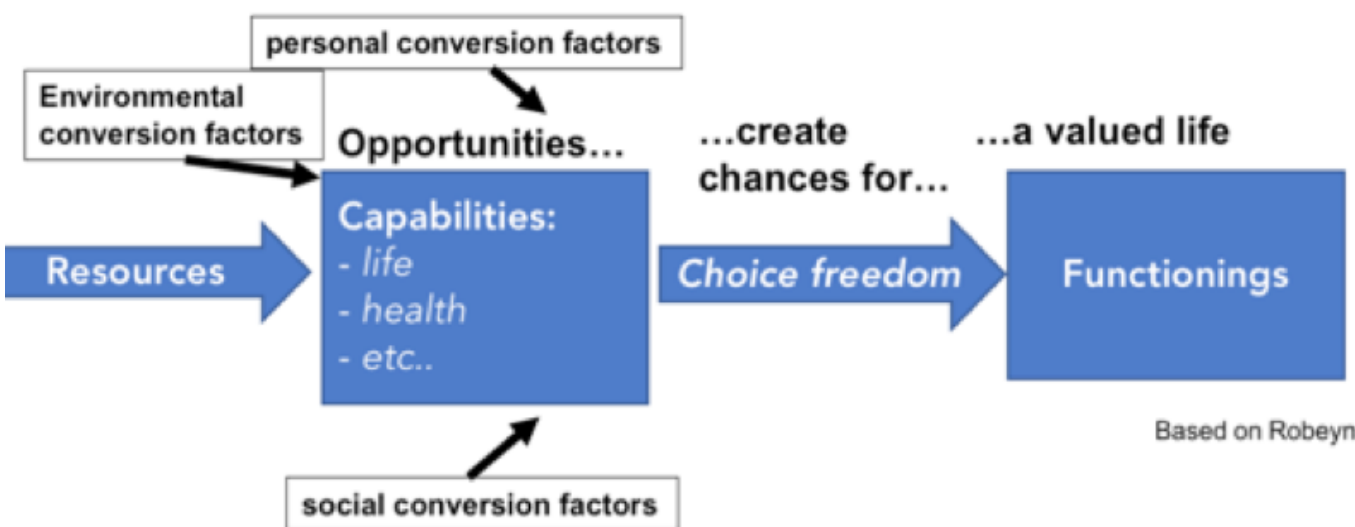 personal conversion factors
Environmental
conversion factors
Opportunities…
…create
chances for…
…a valued life
Resources
Capabilities:
- life
- health
- etc..
Choice freedom
Functionings
Based on Robeyn
social conversion factors